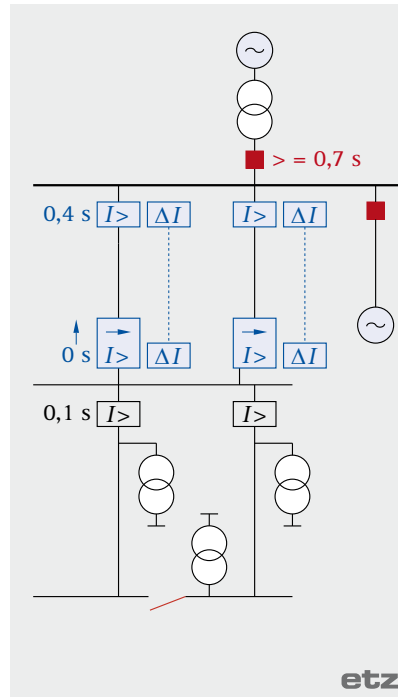 > = 0,7 s
0,4 s I> ΔI I> ΔI
0 s I> ΔI I> ΔI
0,1 s I> I>
etz